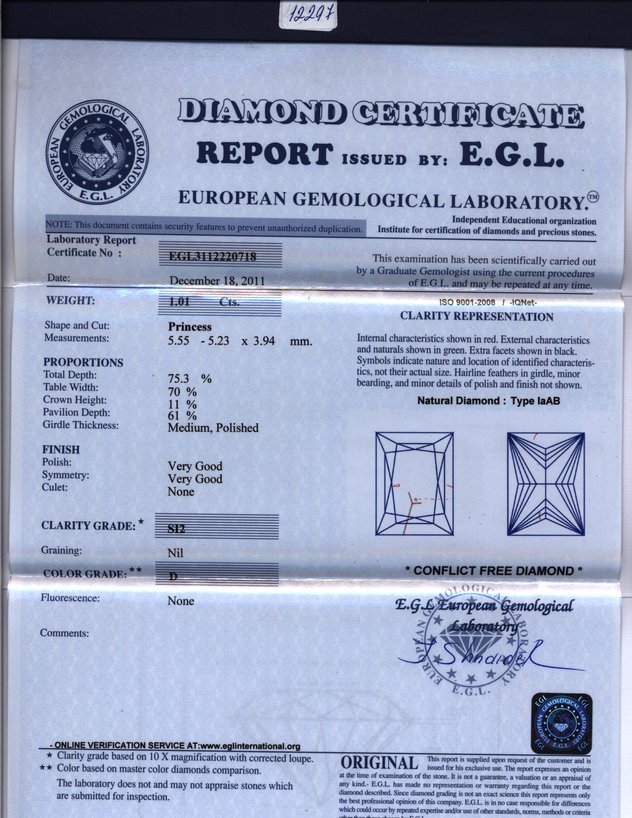 12297
EUROPEAN GEMOLOGICAL LABORATORY
E.G.L.
DIAMOND CERTIFICATE
REPORT ISSUED BY: E.G.L.
EUROPEAN GEMOLOGICAL LABORATORY.™
NOTE: This document contains security features to prevent unauthorized duplication.
Independent Educational organization
Institute for certification of diamonds and precious stones.
Laboratory Report
Certificate No : EGL3112220718
Date: December 18, 2011
WEIGHT: 1.01 Cts.
Shape and Cut: Princess
Measurements: 5.55 - 5.23 x 3.94 mm.
PROPORTIONS
Total Depth: 75.3 %
Table Width: 70 %
Crown Height: 11 %
Pavilion Depth: 61 %
Girdle Thickness: Medium, Polished
FINISH
Polish: Very Good
Symmetry: Very Good
Culet: None
CLARITY GRADE: * SI2
Graining: Nil
COLOR GRADE: ** D
Fluorescence: None
Comments:
This examination has been scientifically carried out
by a Graduate Gemologist using the current procedures
of E.G.L. and may be repeated at any time.
ISO 9001-2008 / -IQNet-
CLARITY REPRESENTATION
Internal characteristics shown in red. External characteristics
and naturals shown in green. Extra facets shown in black.
Symbols indicate nature and location of identified characteris-
tics, not their actual size. Hairline feathers in girdle, minor
bearding, and minor details of polish and finish not shown.
Natural Diamond : Type IaAB
* CONFLICT FREE DIAMOND *
E.G.L European Gemological
Laboratory
EUROPEAN GEMOLOGICAL LABORATORY
E.G.L.
EGL EGL
EUROPEAN GEMOLOGICAL LABORATORY
E.G.L.
EGL EGL
- ONLINE VERIFICATION SERVICE AT:www.eglinternational.org
* Clarity grade based on 10 X magnification with corrected loupe.
** Color based on master color diamonds comparison.
The laboratory does not and may not appraise stones which
are submitted for inspection.
ORIGINAL This report is supplied upon request of the customer and is
issued for his exclusive use. The report expresses an opinion
at the time of examination of the stone. It is not a guarantee, a valuation or an appraisal of
any kind.- E.G.L. has made no representation or warranty regarding this report or the
diamond described. Since diamond grading is not an exact science this report represents only
the best professional opinion of this company. E.G.L. is in no case responsible for differences
which could occur by repeated expertise and/or use of other standards, norms, methods or criteria